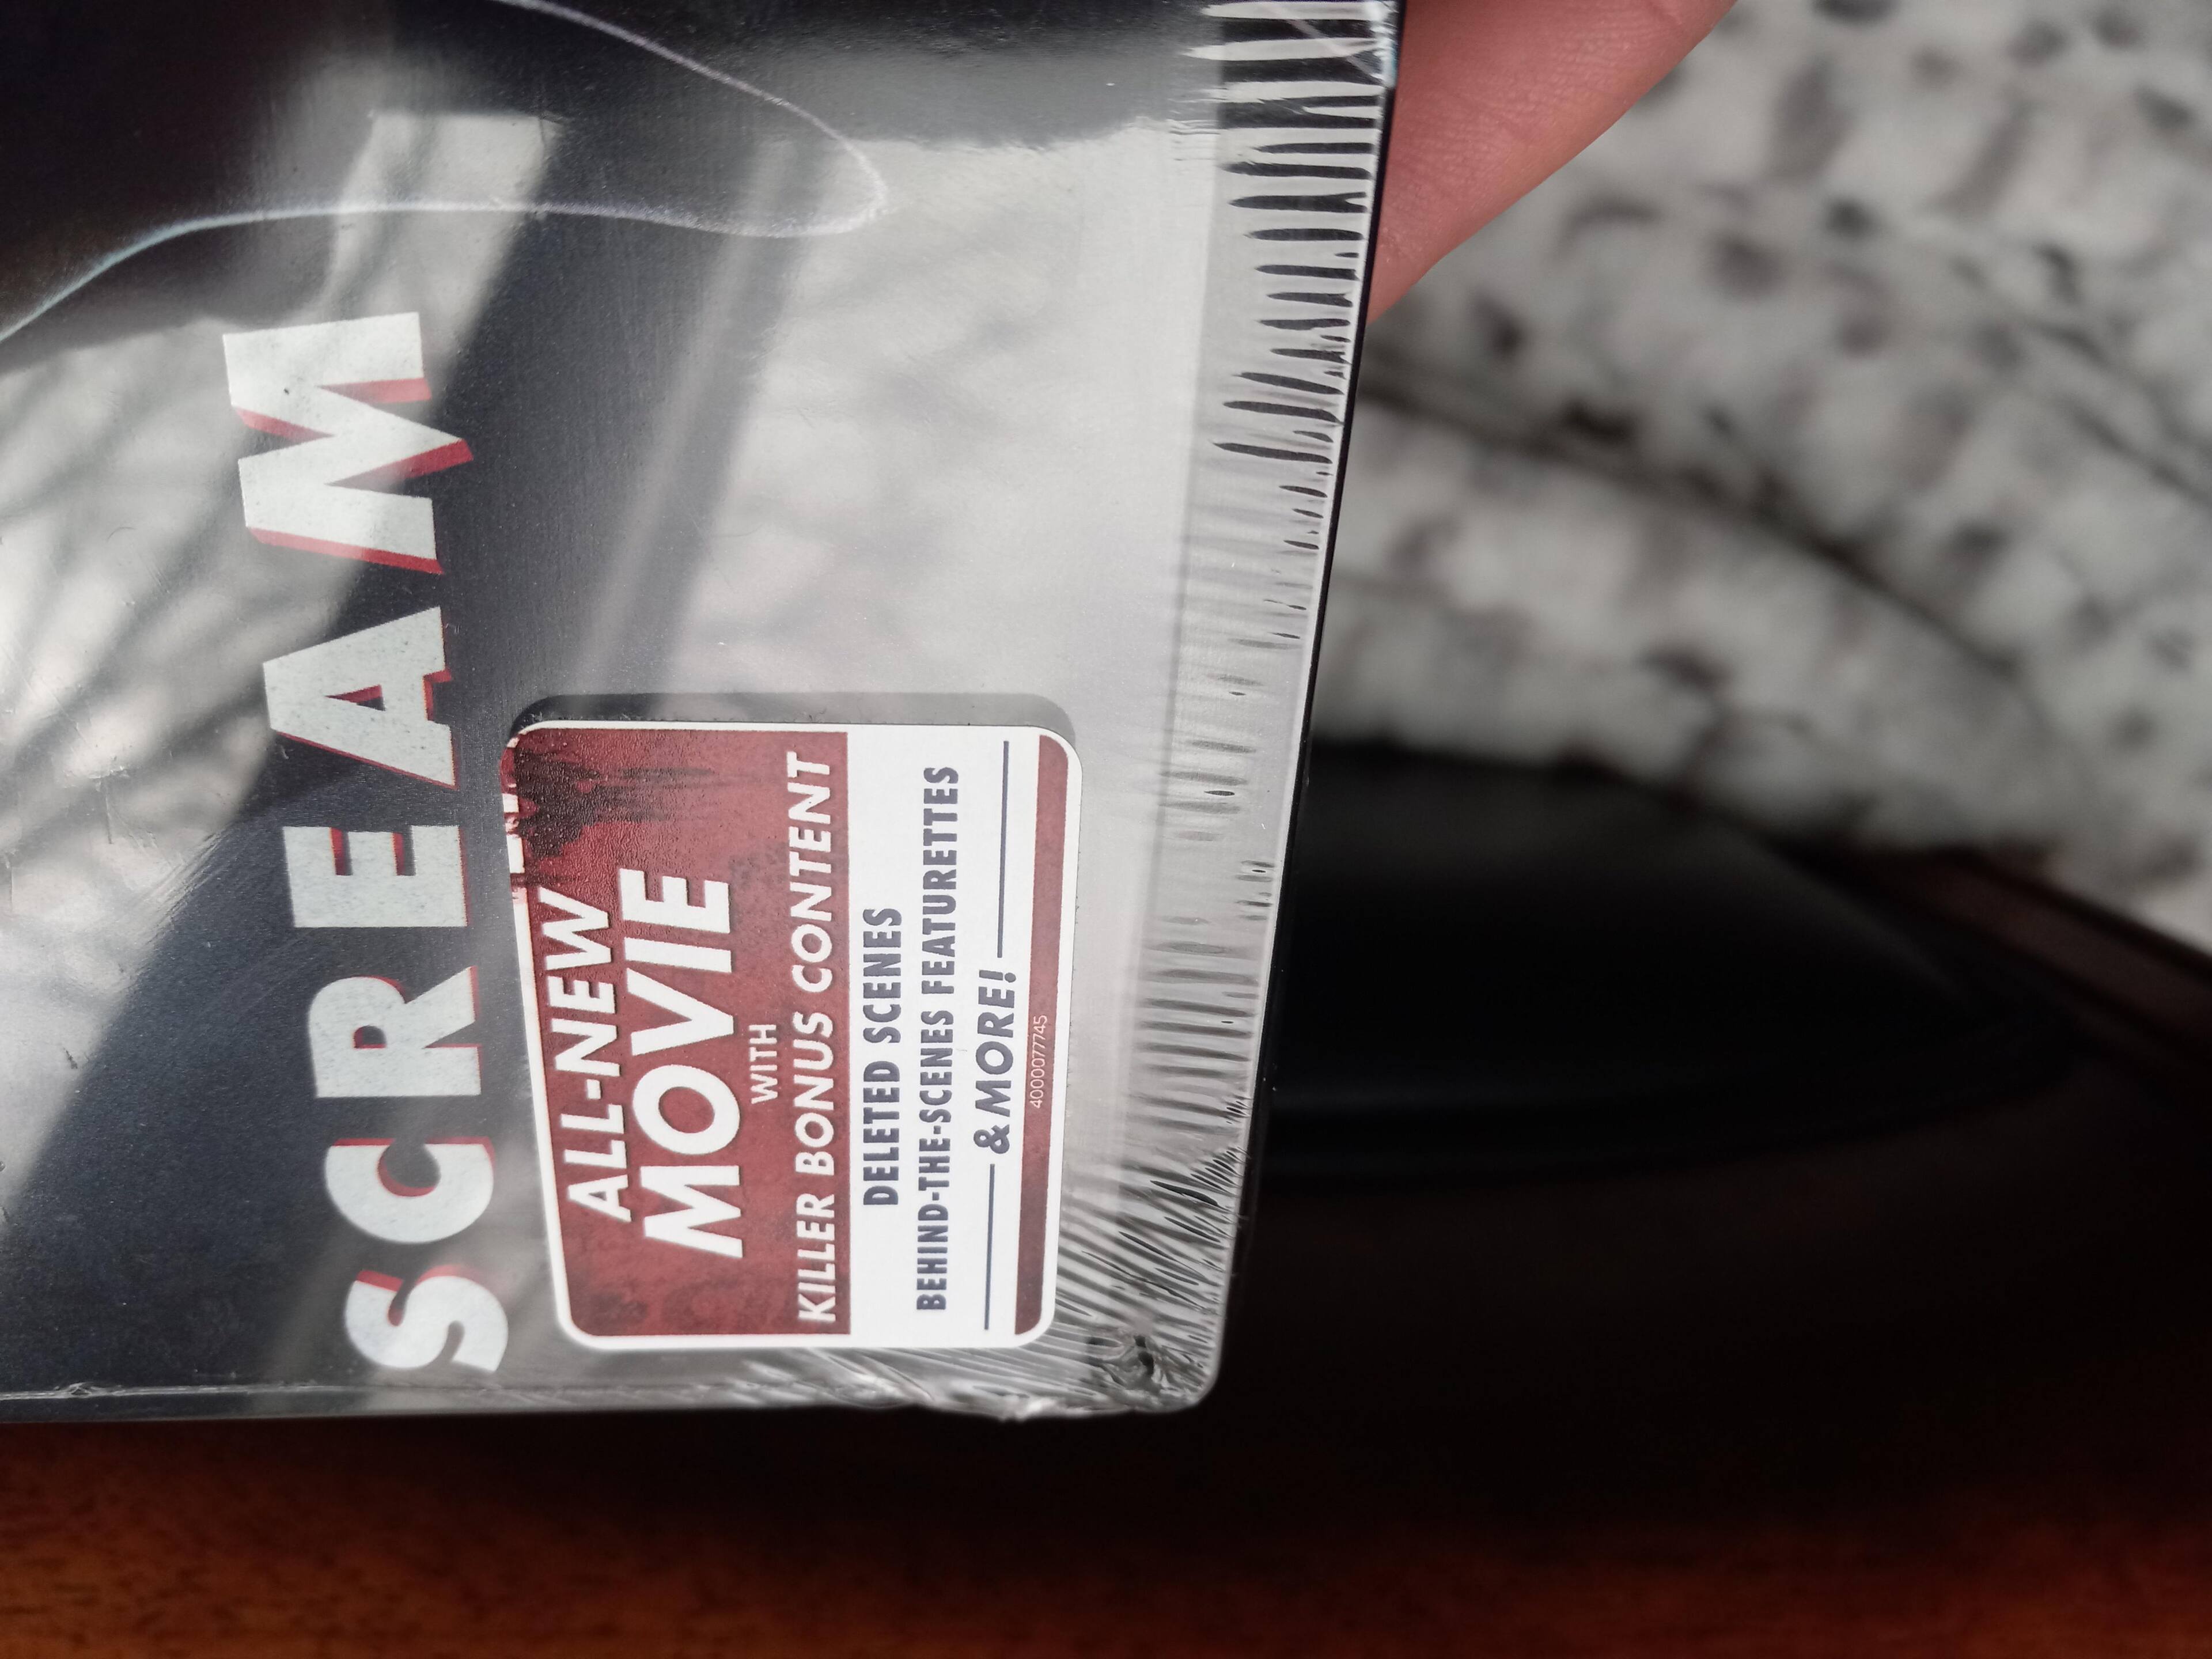 SCREAM
ALL-NEW
MOVIE
WITH
KILLER BONUS CONTENT
DELETED SCENES
BEHIND-THE-SCENES FEATURETTES
& MORE!
4000077745